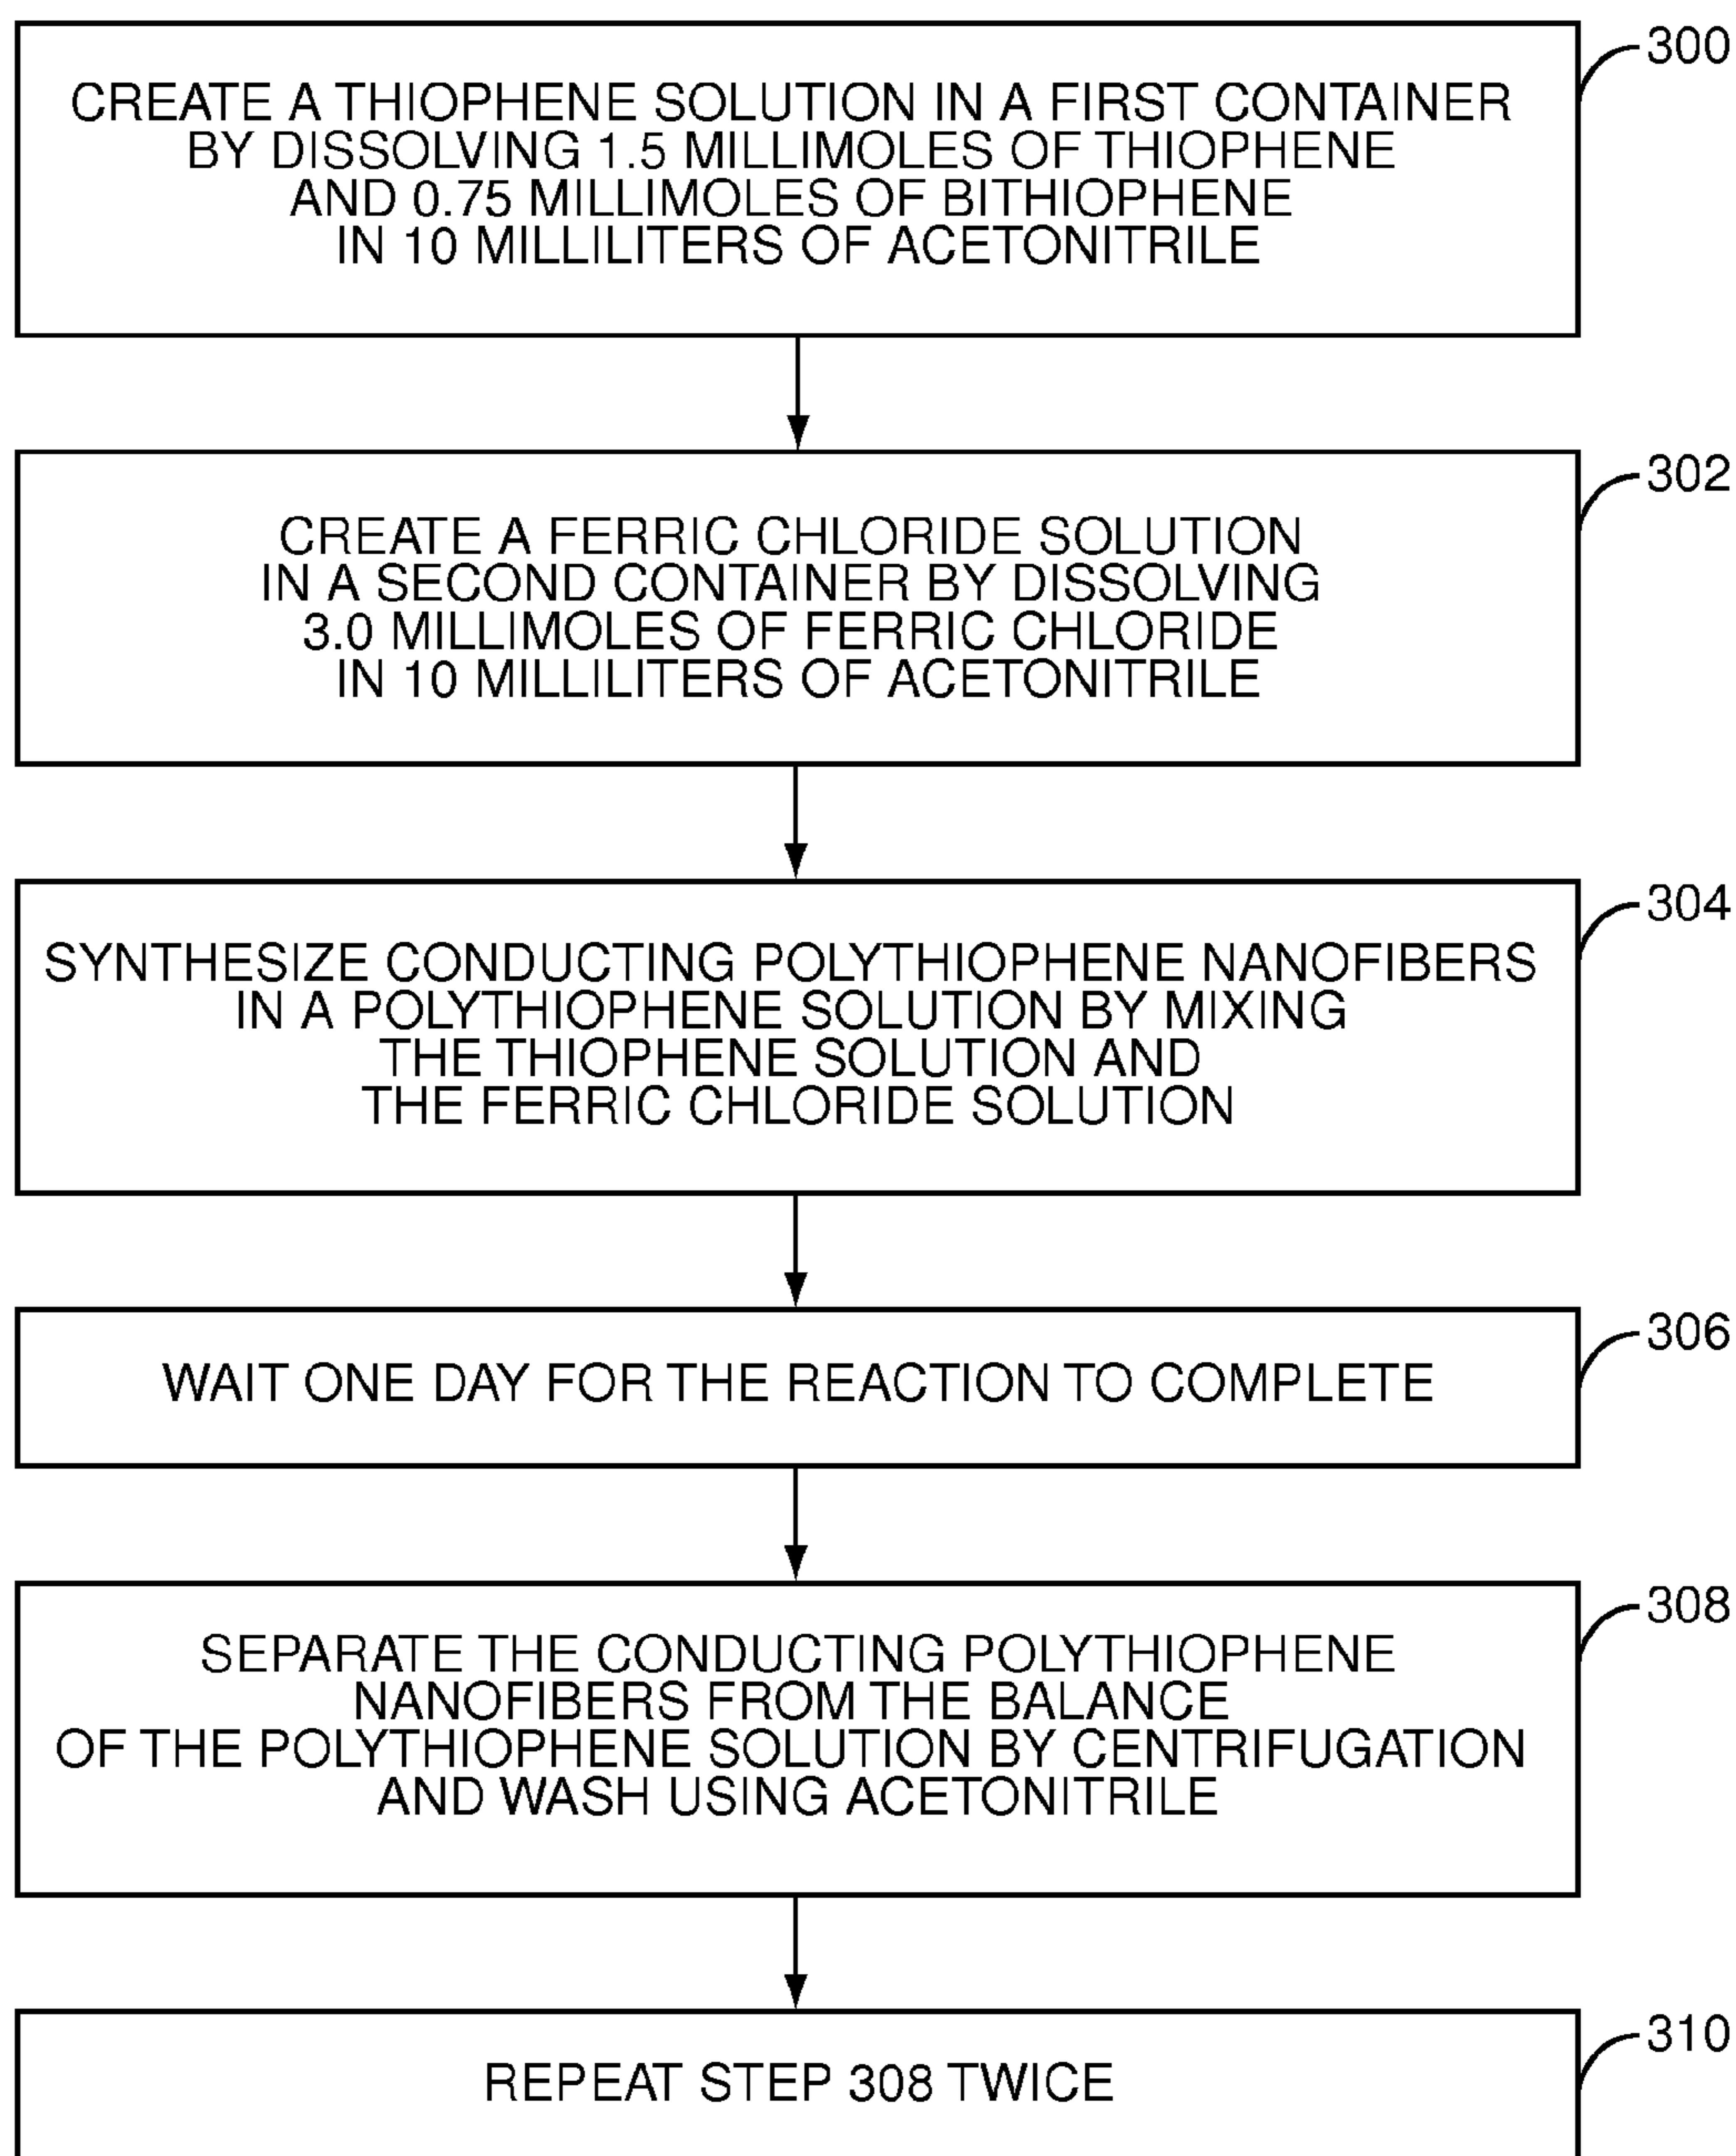 300
CREATE A THIOPHENE SOLUTION IN A FIRST CONTAINER
BY DISSOLVING 1.5 MILLIMOLES OF THIOPHENE
AND 0.75 MILLIMOLES OF BITHIOPHENE
IN 10 MILLILITERS OF ACETONITRILE
302
CREATE A FERRIC CHLORIDE SOLUTION
IN A SECOND CONTAINER BY DISSOLVING
3.0 MILLIMOLES OF FERRIC CHLORIDE
IN 10 MILLILITERS OF ACETONITRILE
304
SYNTHESIZE CONDUCTING POLYTHIOPHENE NANOFIBERS
IN A POLYTHIOPHENE SOLUTION BY MIXING
THE THIOPHENE SOLUTION AND
THE FERRIC CHLORIDE SOLUTION
306
WAIT ONE DAY FOR THE REACTION TO COMPLETE
308
SEPARATE THE CONDUCTING POLYTHIOPHENE
NANOFIBERS FROM THE BALANCE
OF THE POLYTHIOPHENE SOLUTION BY CENTRIFUGATION
AND WASH USING ACETONITRILE
310
REPEAT STEP 308 TWICE